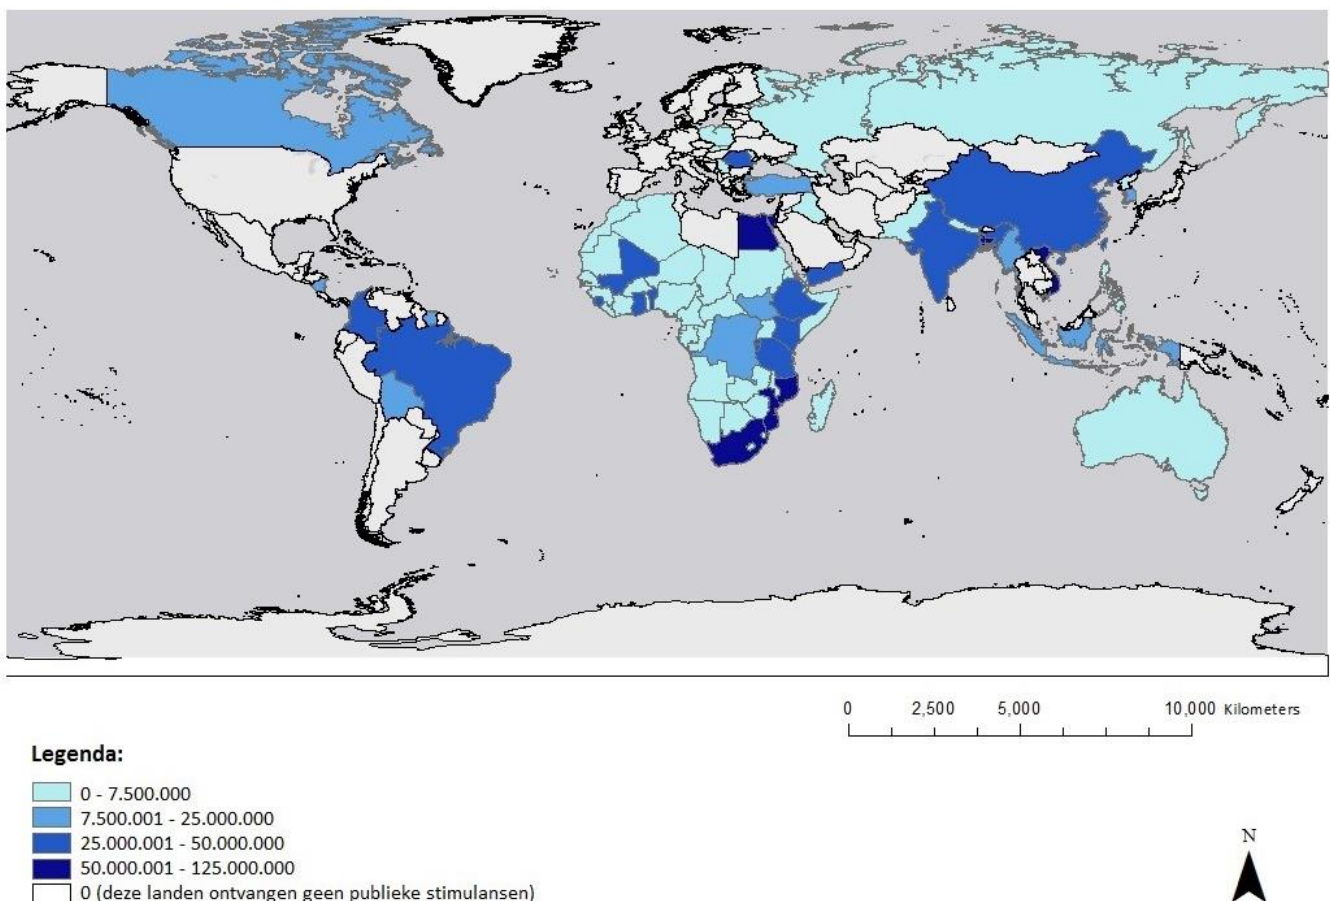 0 2,500 5,000 10,000 Kilometers
Legenda:
0 - 7.500.000
7.500.001 - 25.000.000
25.000.001 - 50.000.000
50.000.001 - 125.000.000
0 (deze landen ontvangen geen publieke stimulansen)
N